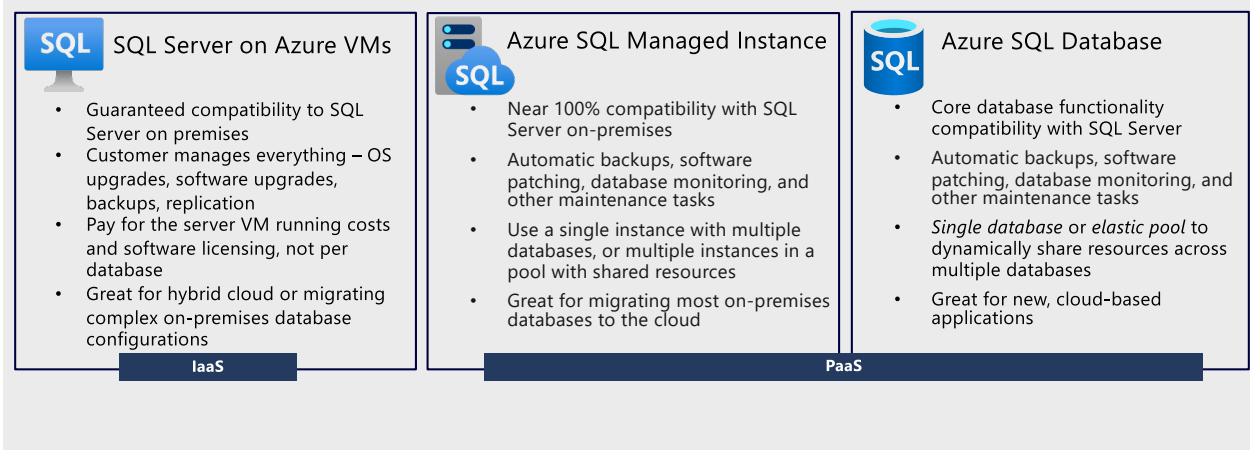 SQL
SQL Server on Azure VMs
• Guaranteed compatibility to SQL
Server on premises
• Customer manages everything – OS
upgrades, software upgrades,
backups, replication
• Pay for the server VM running costs
and software licensing, not per
database
• Great for hybrid cloud or migrating
complex on-premises database
configurations
IaaS
SQL
Azure SQL Managed Instance
• Near 100% compatibility with SQL
Server on-premises
• Automatic backups, software
patching, database monitoring, and
other maintenance tasks
• Use a single instance with multiple
databases, or multiple instances in a
pool with shared resources
• Great for migrating most on-premises
databases to the cloud
SQL
Azure SQL Database
• Core database functionality
compatibility with SQL Server
• Automatic backups, software
patching, database monitoring, and
other maintenance tasks
• Single database or elastic pool to
dynamically share resources across
multiple databases
• Great for new, cloud-based
applications
PaaS